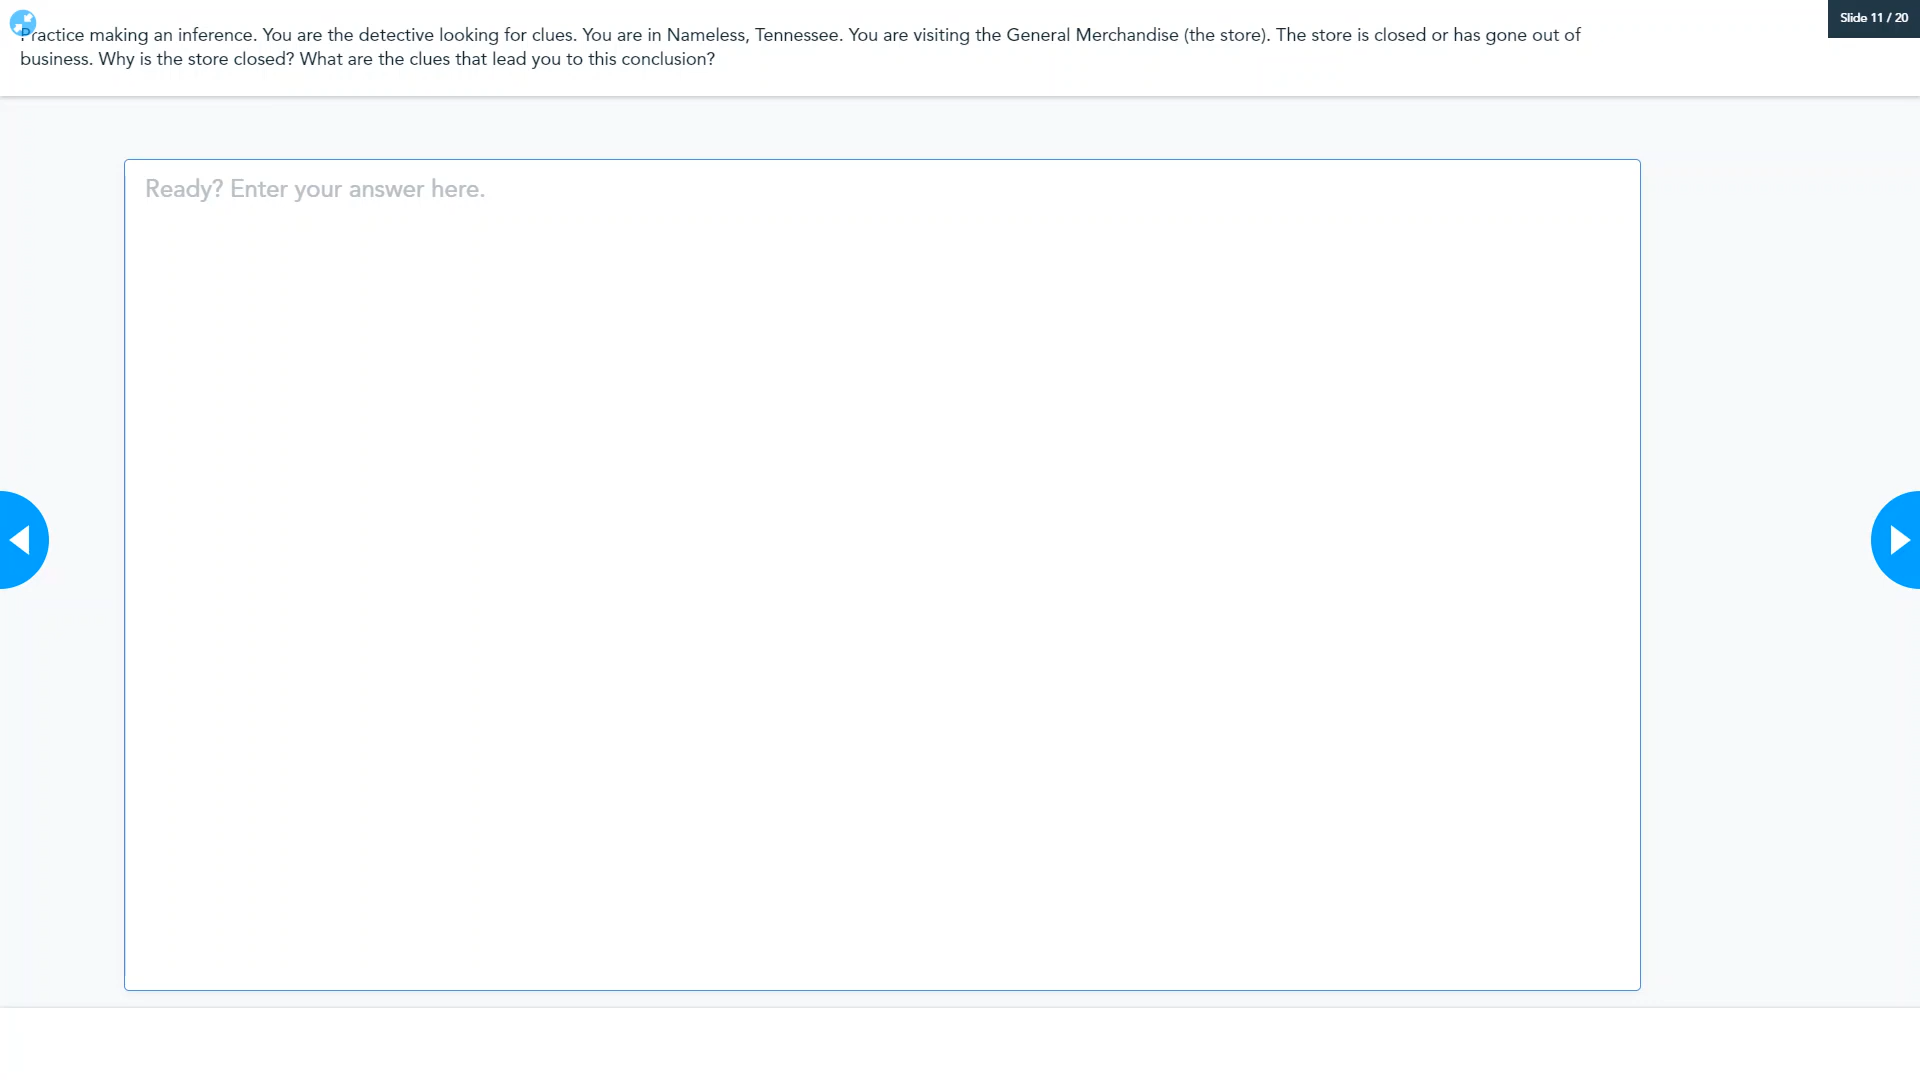 Slide 11 / 20
Practice making an inference. You are the detective looking for clues. You are in Nameless, Tennessee. You are visiting the General Merchandise (the store). The store is closed or has gone out of
business. Why is the store closed? What are the clues that lead you to this conclusion?
Ready? Enter your answer here.